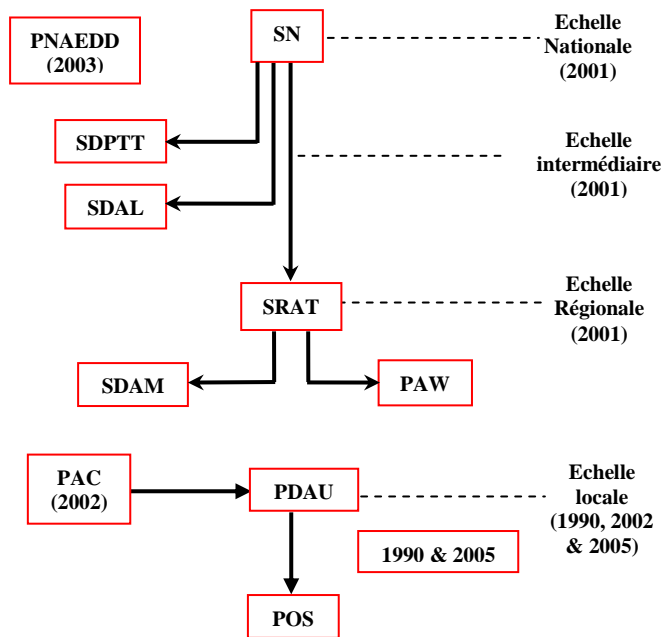 PNAEDD
(2003)
SN
Echelle
Nationale
(2001)
SDPTT
Echelle
intermédiaire
(2001)
SDAL
SRAT
Echelle
Régionale
(2001)
SDAM
PAW
PAC
(2002)
PDAU
Echelle
locale
(1990, 2002
& 2005)
1990 & 2005
POS